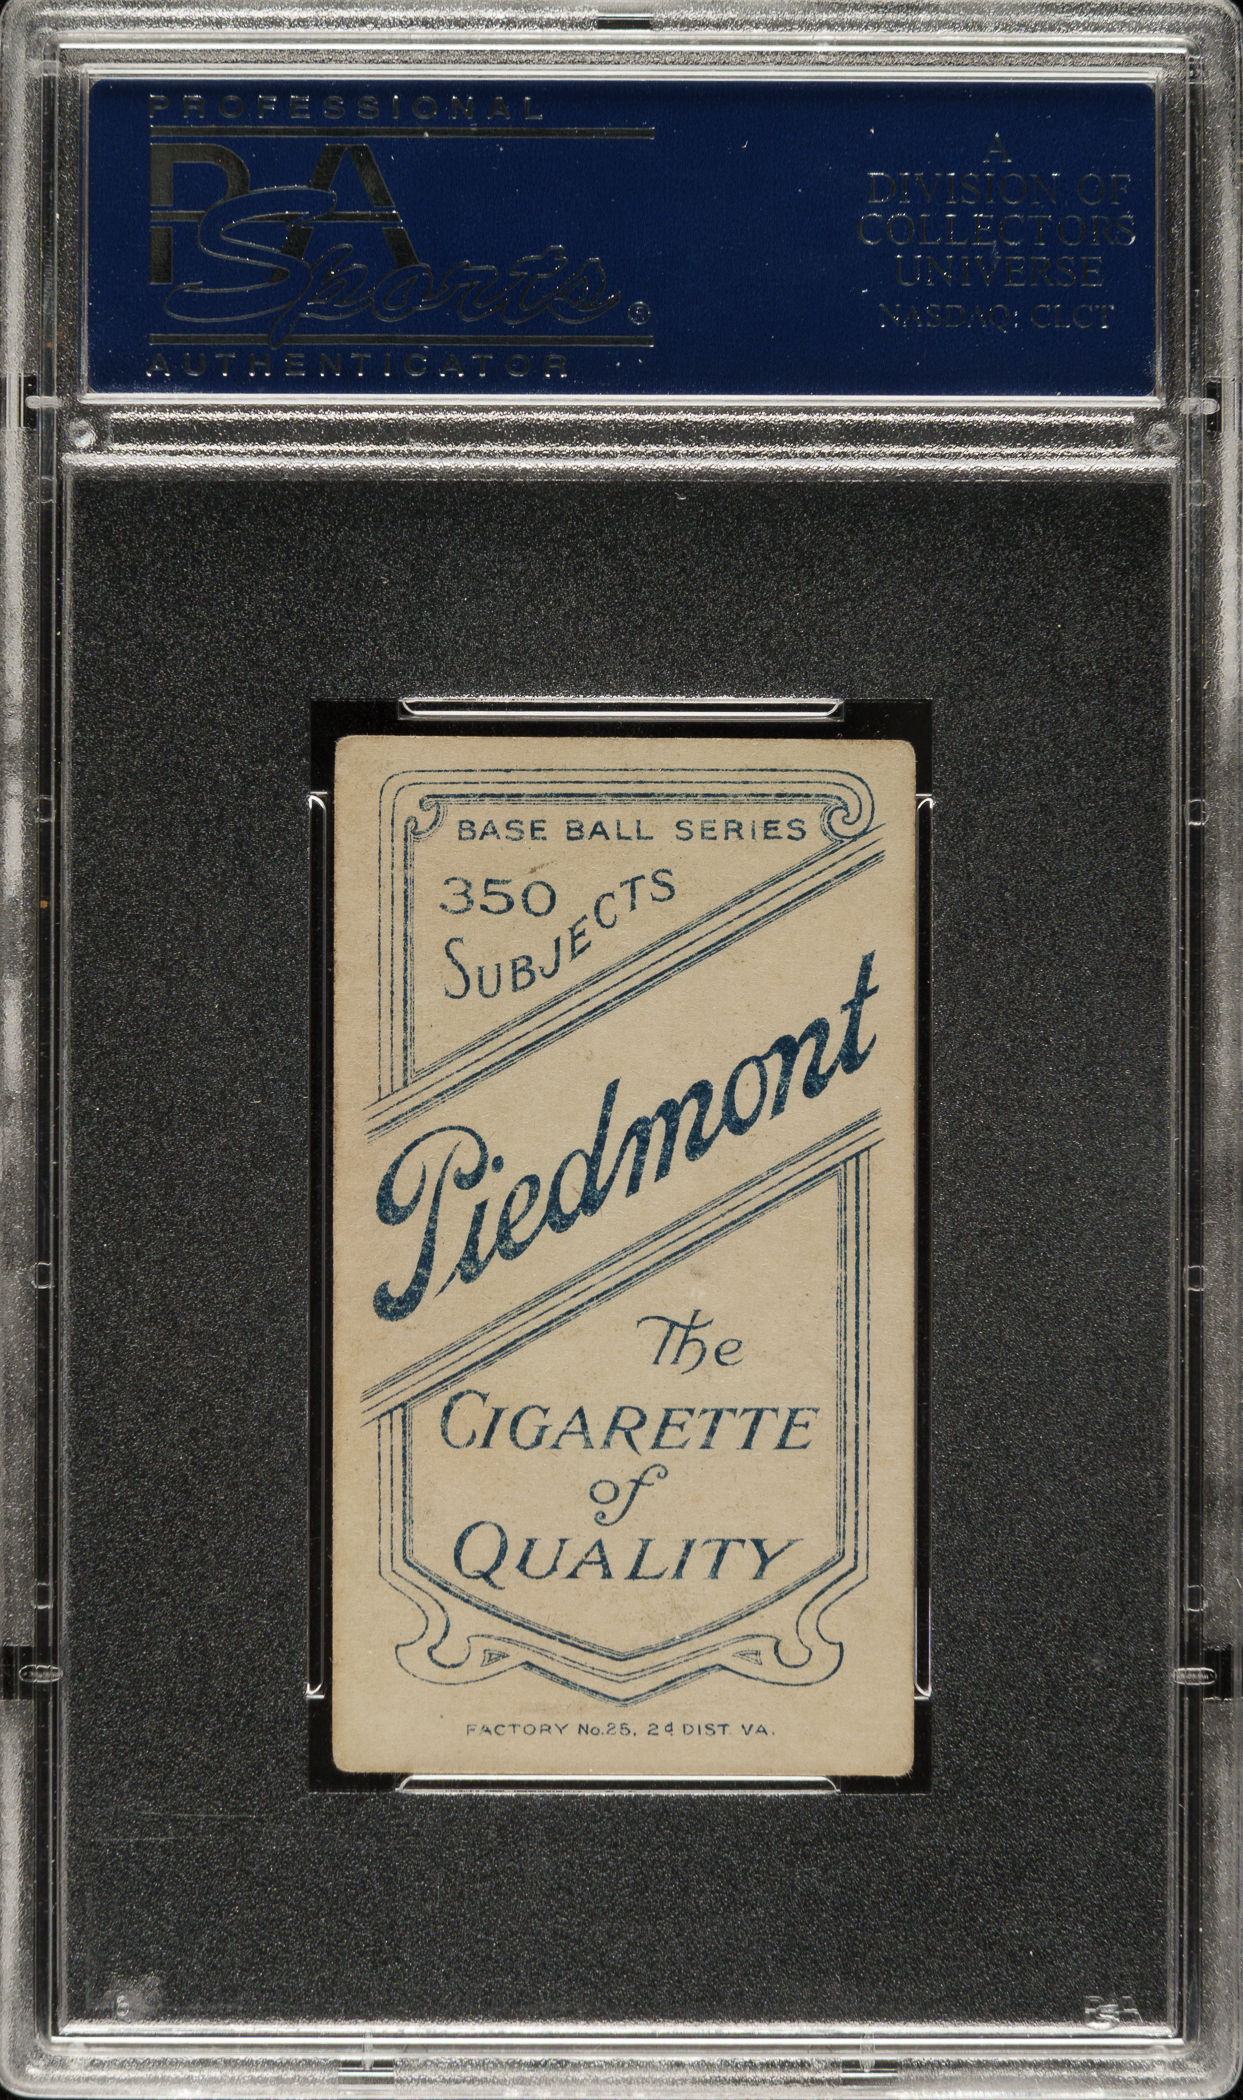 PROFESSIONAL
PSA
Sports®
AUTHENTICATOR
A
DIVISION OF
COLLECTORS
UNIVERSE
NASDAQ: CLCT
BASE BALL SERIES
350
SUBJECTS
Piedmont
The
CIGARETTE
of
QUALITY
FACTORY No. 25, 2d DIST. VA.
PSA